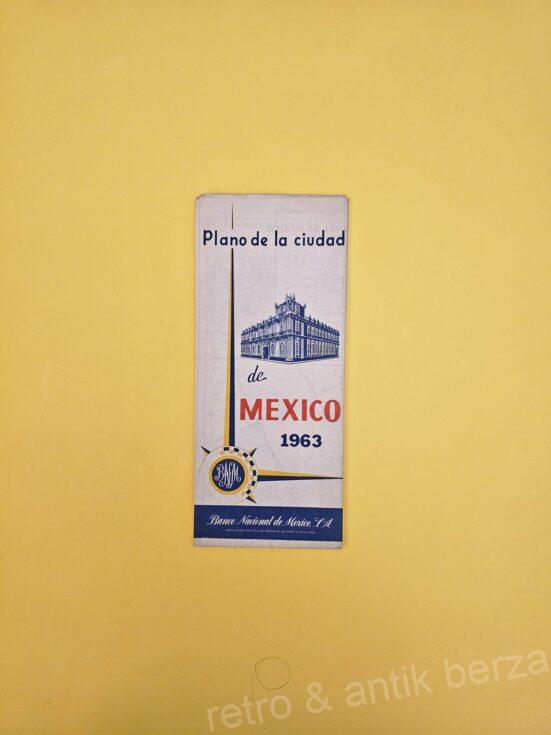 Plano de la ciudad
de
MEXICO
1963
BNM
Banco Nacional de Mexico, S.A.
retro & antik berza